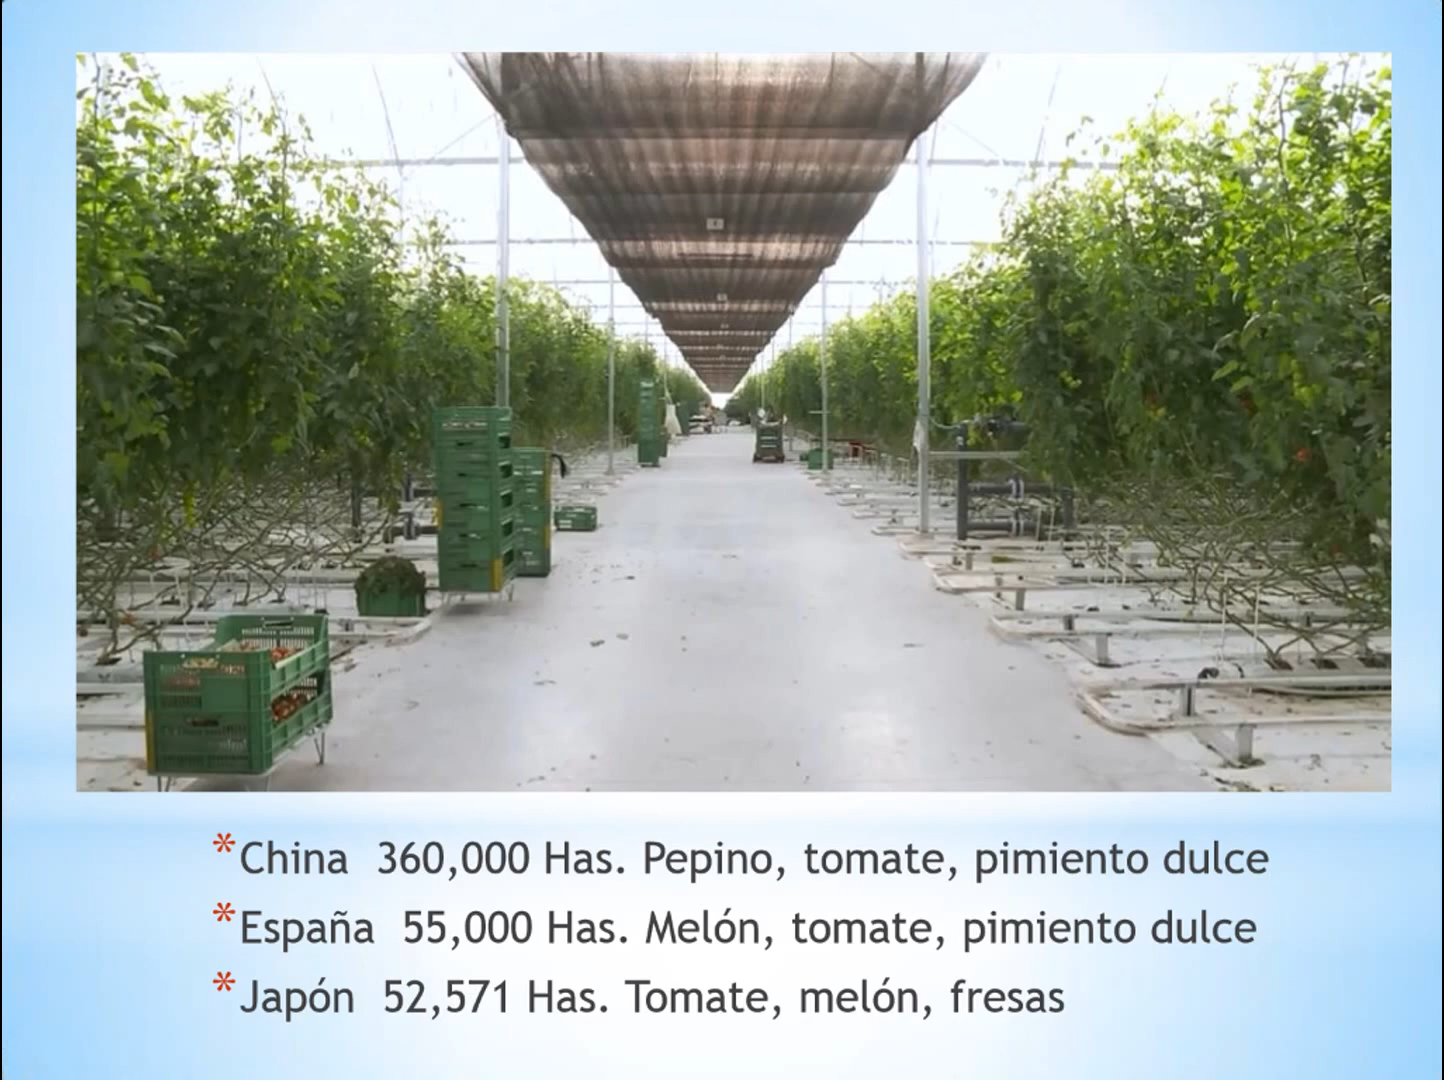 *China 360,000 Has. Pepino, tomate, pimiento dulce
*España 55,000 Has. Melón, tomate, pimiento dulce
*Japón 52,571 Has. Tomate, melón, fresas